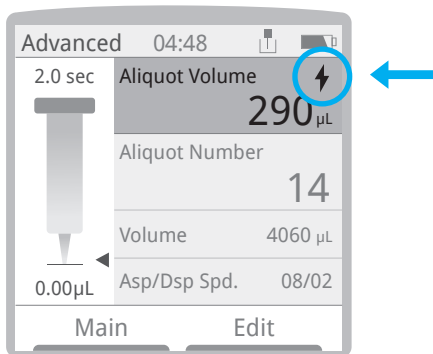 Advanced 04:48
2.0 sec
Aliquot Volume
290 µL
Aliquot Number
14
Volume 4060 µL
0.00µL
Asp/Dsp Spd. 08/02
Main Edit